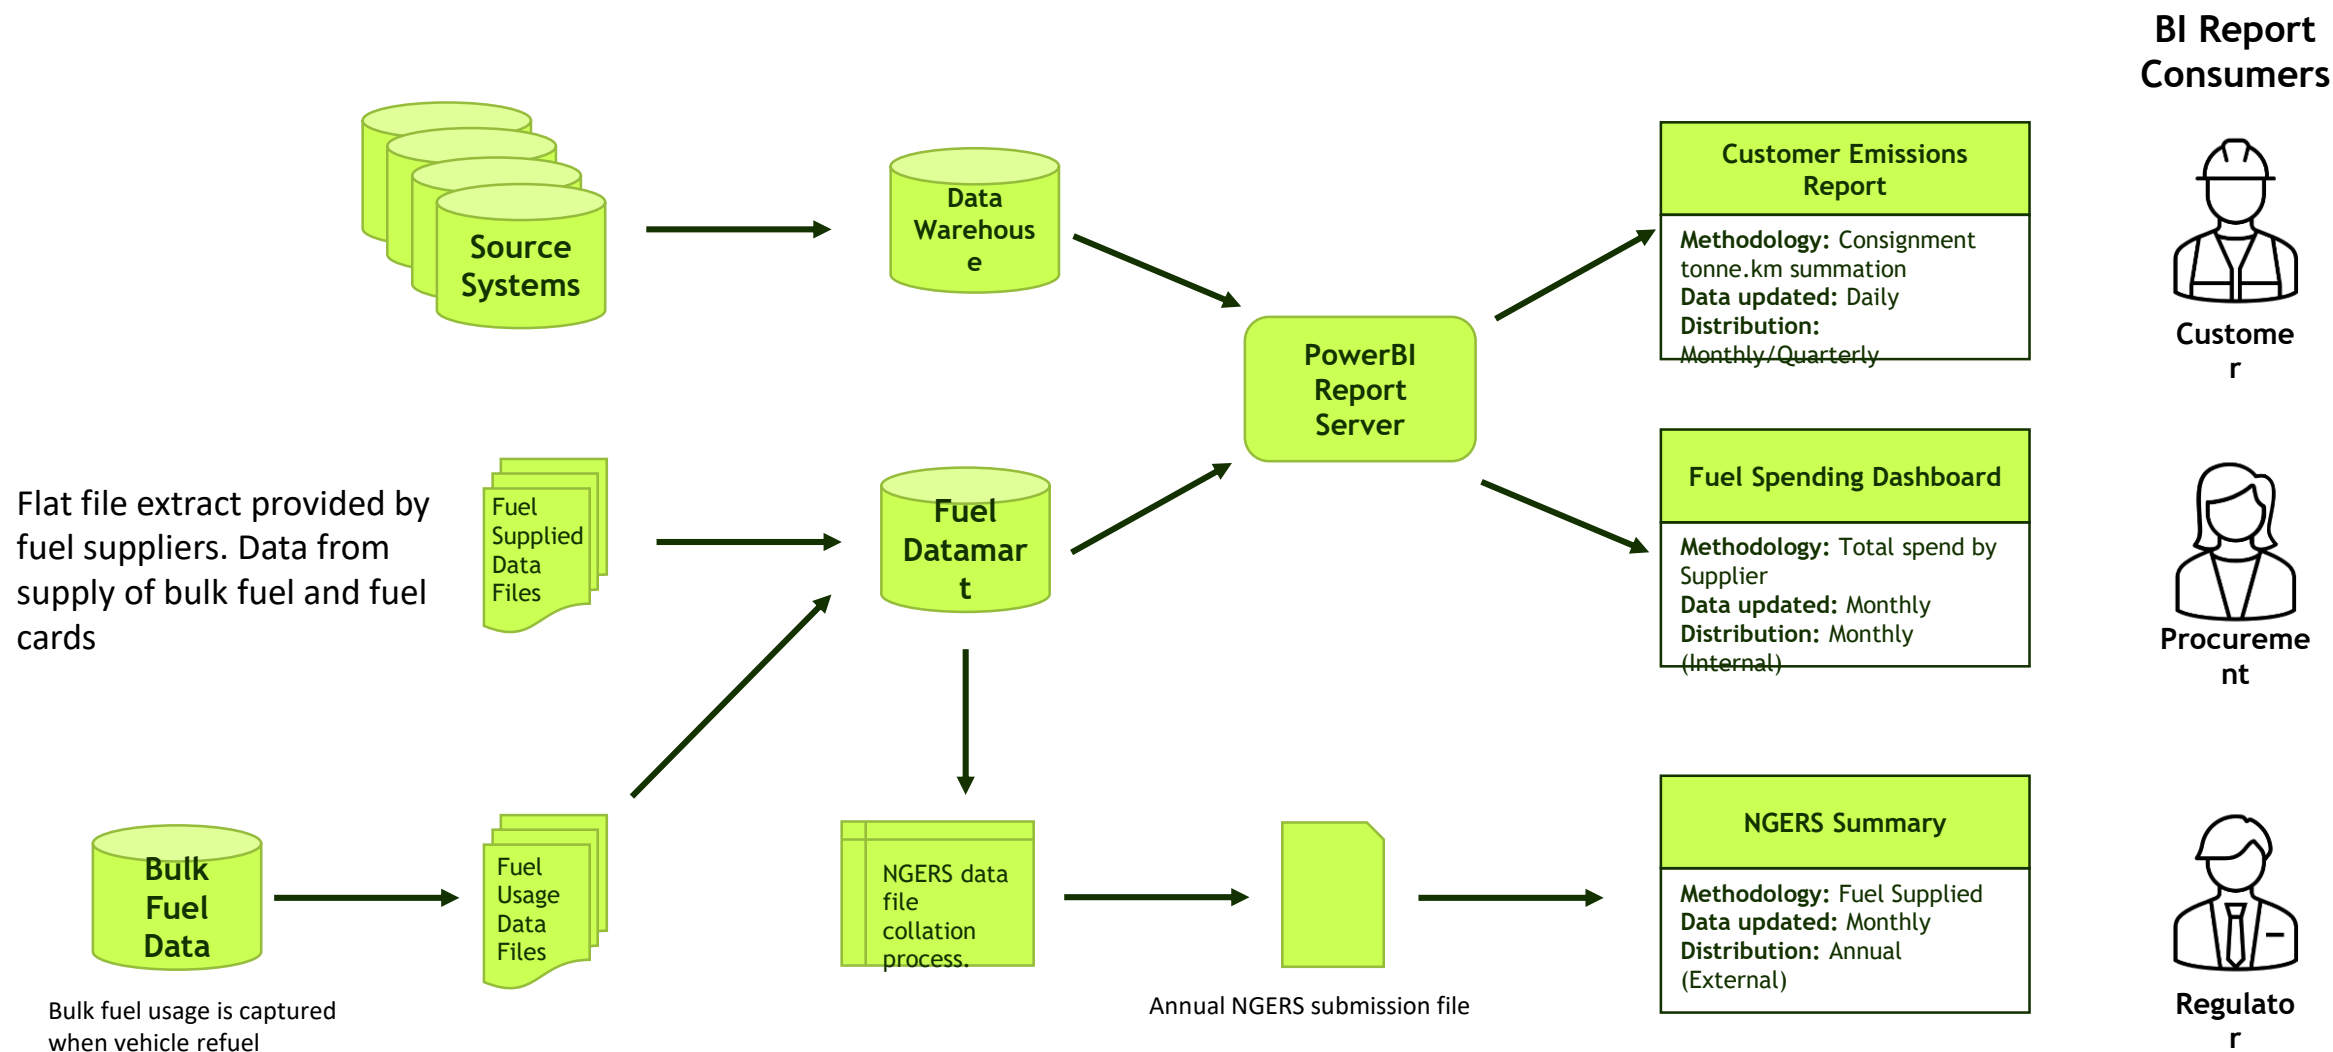 BI Report
Consumers
Source
Systems
Data
Warehous
e
PowerBI
Report
Server
Customer Emissions
Report
Methodology: Consignment
tonne.km summation
Data updated: Daily
Distribution:
Monthly/Quarterly
Custome
r
Flat file extract provided by
fuel suppliers. Data from
supply of bulk fuel and fuel
cards
Fuel
Supplied
Data
Files
Fuel
Datamar
t
Fuel Spending Dashboard
Methodology: Total spend by
Supplier
Data updated: Monthly
Distribution: Monthly
(Internal)
Procureme
nt
Bulk
Fuel
Data
Bulk fuel usage is captured
when vehicle refuel
Fuel
Usage
Data
Files
NGERS data
file
collation
process.
Annual NGERS submission file
NGERS Summary
Methodology: Fuel Supplied
Data updated: Monthly
Distribution: Annual
(External)
Regulato
r